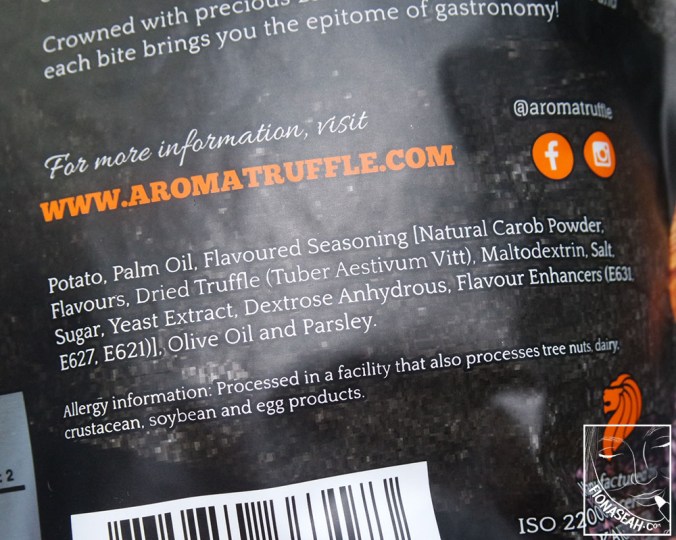 Crowned with precious
each bite brings you the epitome of gastronomy!
@aromatruffle
For more information, visit
WWW.AROMATRUFFLE.COM
Potato, Palm Oil, Flavoured Seasoning [Natural Carob Powder,
Flavours, Dried Truffle (Tuber Aestivum Vitt), Maltodextrin, Salt,
Sugar, Yeast Extract, Dextrose Anhydrous, Flavour Enhancers (E631,
E627, E621)], Olive Oil and Parsley.
Allergy information: Processed in a facility that also processes tree nuts, dairy,
crustacean, soybean and egg products.
: 2
ISO
FIONASEAH.CO